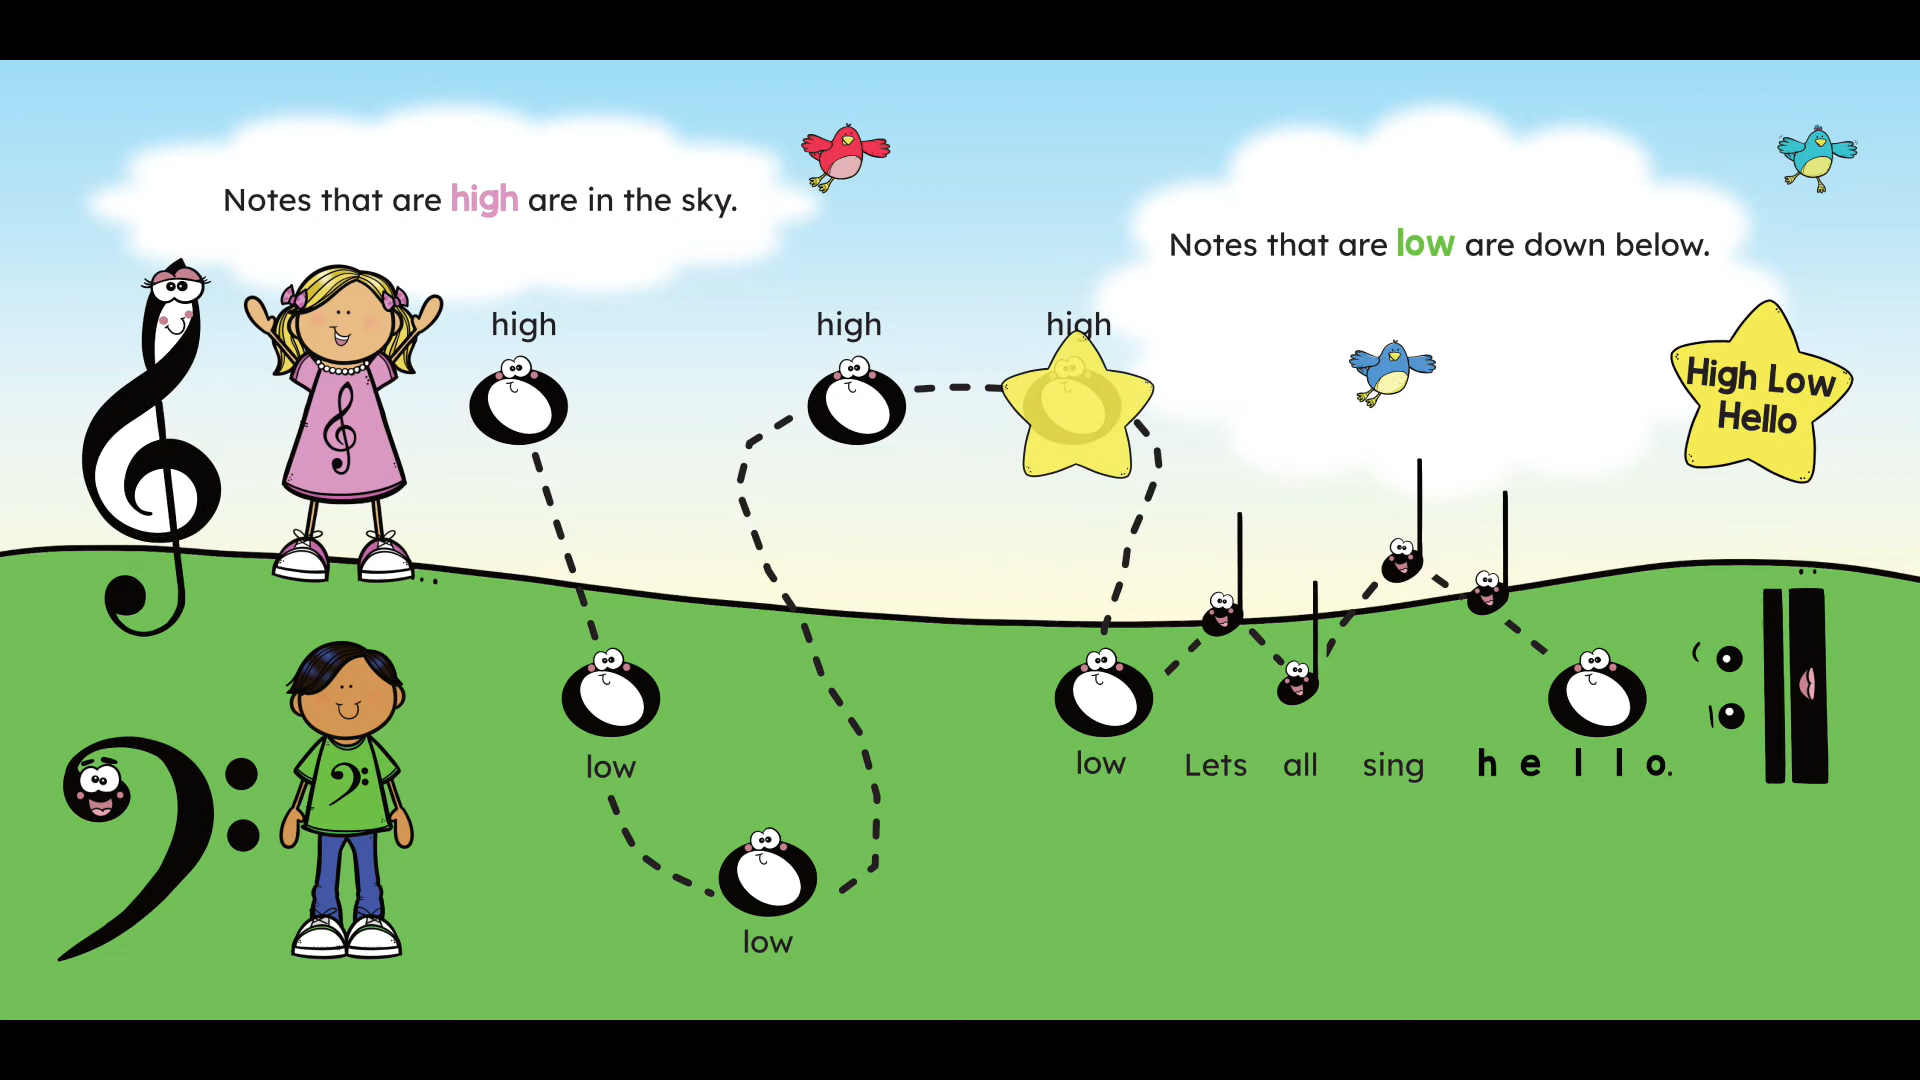 Notes that are high are in the sky.
Notes that are low are down below.
high
high
high
High Low
Hello
low
low
low
Lets all sing h e l l o.